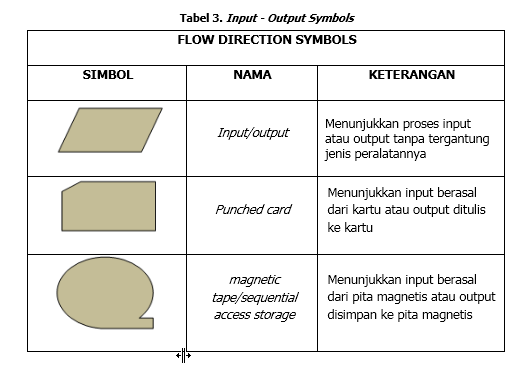 Tabel 3. Input - Output Symbols
FLOW DIRECTION SYMBOLS
SIMBOL NAMA KETERANGAN
Input/output
Menunjukkan proses input
atau output tanpa tergantung
jenis peralatannya
Punched card
Menunjukkan input berasal
dari kartu atau output ditulis
ke kartu
magnetic
tape/sequential
access storage
Menunjukkan input berasal
dari pita magnetis atau output
disimpan ke pita magnetis